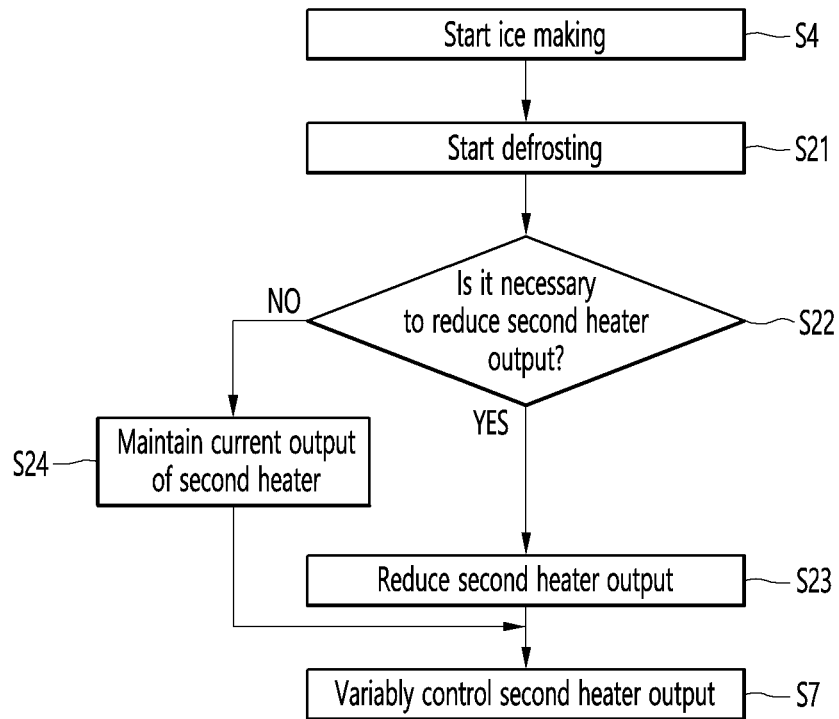 Start ice making
S4
Start defrosting
S21
Is it necessary
to reduce second heater
output?
S22
NO
YES
Maintain current output
of second heater
S24
Reduce second heater output
S23
Variably control second heater output
S7